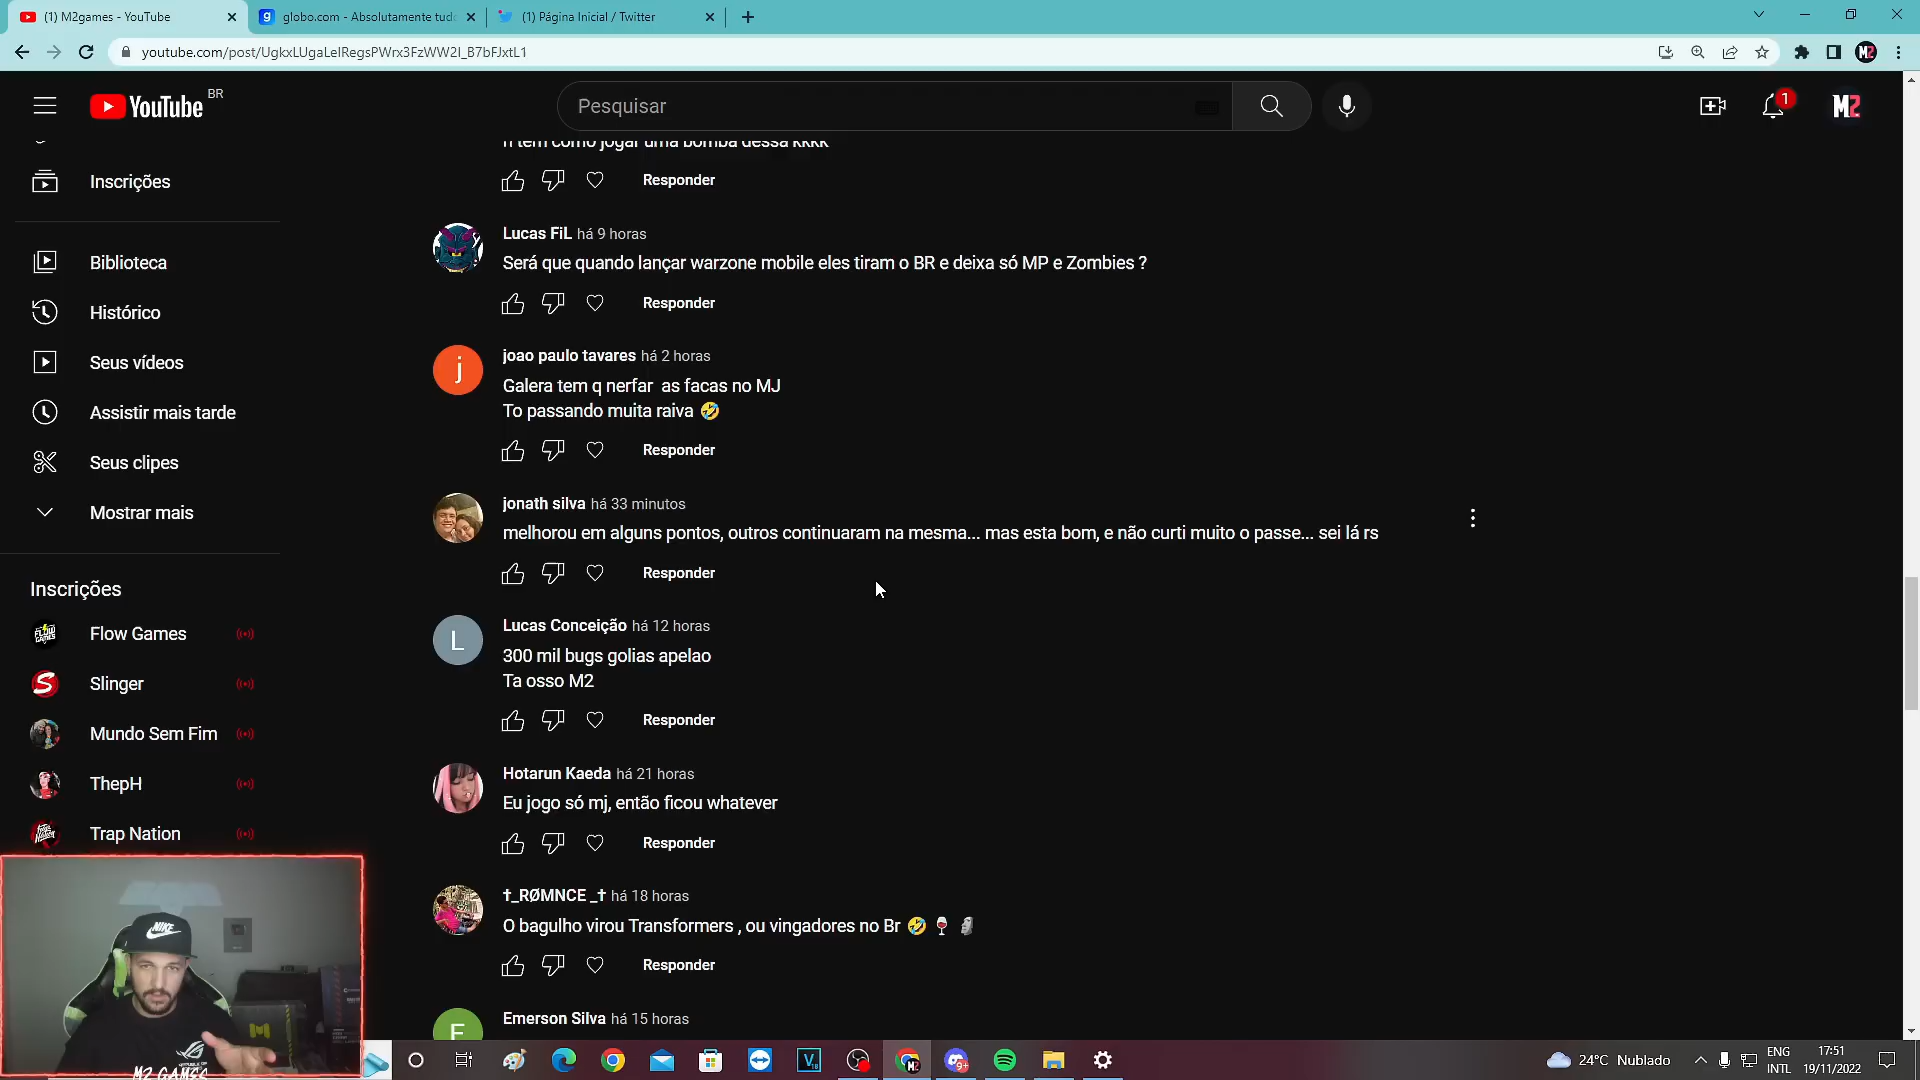 (1) M2games - YouTube
globo.com - Absolutamente tudo
(1) Página Inicial / Twitter
youtube.com/post/UgkxLUgaLeIRegsPWrx3FzWW2I_B7bFJxtL1
M2
YouTube BR
Pesquisar
1
M2
n tem como jogar uma bomba dessa kkkk
Responder
Inscrições
Biblioteca
Histórico
Seus vídeos
Assistir mais tarde
Seus clipes
Mostrar mais
Inscrições
Flow Games
Slinger
Mundo Sem Fim
ThepH
Trap Nation
Lucas FiL há 9 horas
Será que quando lançar warzone mobile eles tiram o BR e deixa só MP e Zombies ?
Responder
j
joao paulo tavares há 2 horas
Galera tem q nerfar as facas no MJ
To passando muita raiva 🤣
Responder
jonath silva há 33 minutos
melhorou em alguns pontos, outros continuaram na mesma... mas esta bom, e não curti muito o passe... sei lá rs
Responder
L
Lucas Conceição há 12 horas
300 mil bugs golias apelao
Ta osso M2
Responder
Hotarun Kaeda há 21 horas
Eu jogo só mj, então ficou whatever
Responder
†_RØMNCE _† há 18 horas
O bagulho virou Transformers , ou vingadores no Br 🤣 🍷 🗿
Responder
E
Emerson Silva há 15 horas
NIKE
M2 GAMES
V
9+
24°C Nublado
ENG
INTL
17:51
19/11/2022